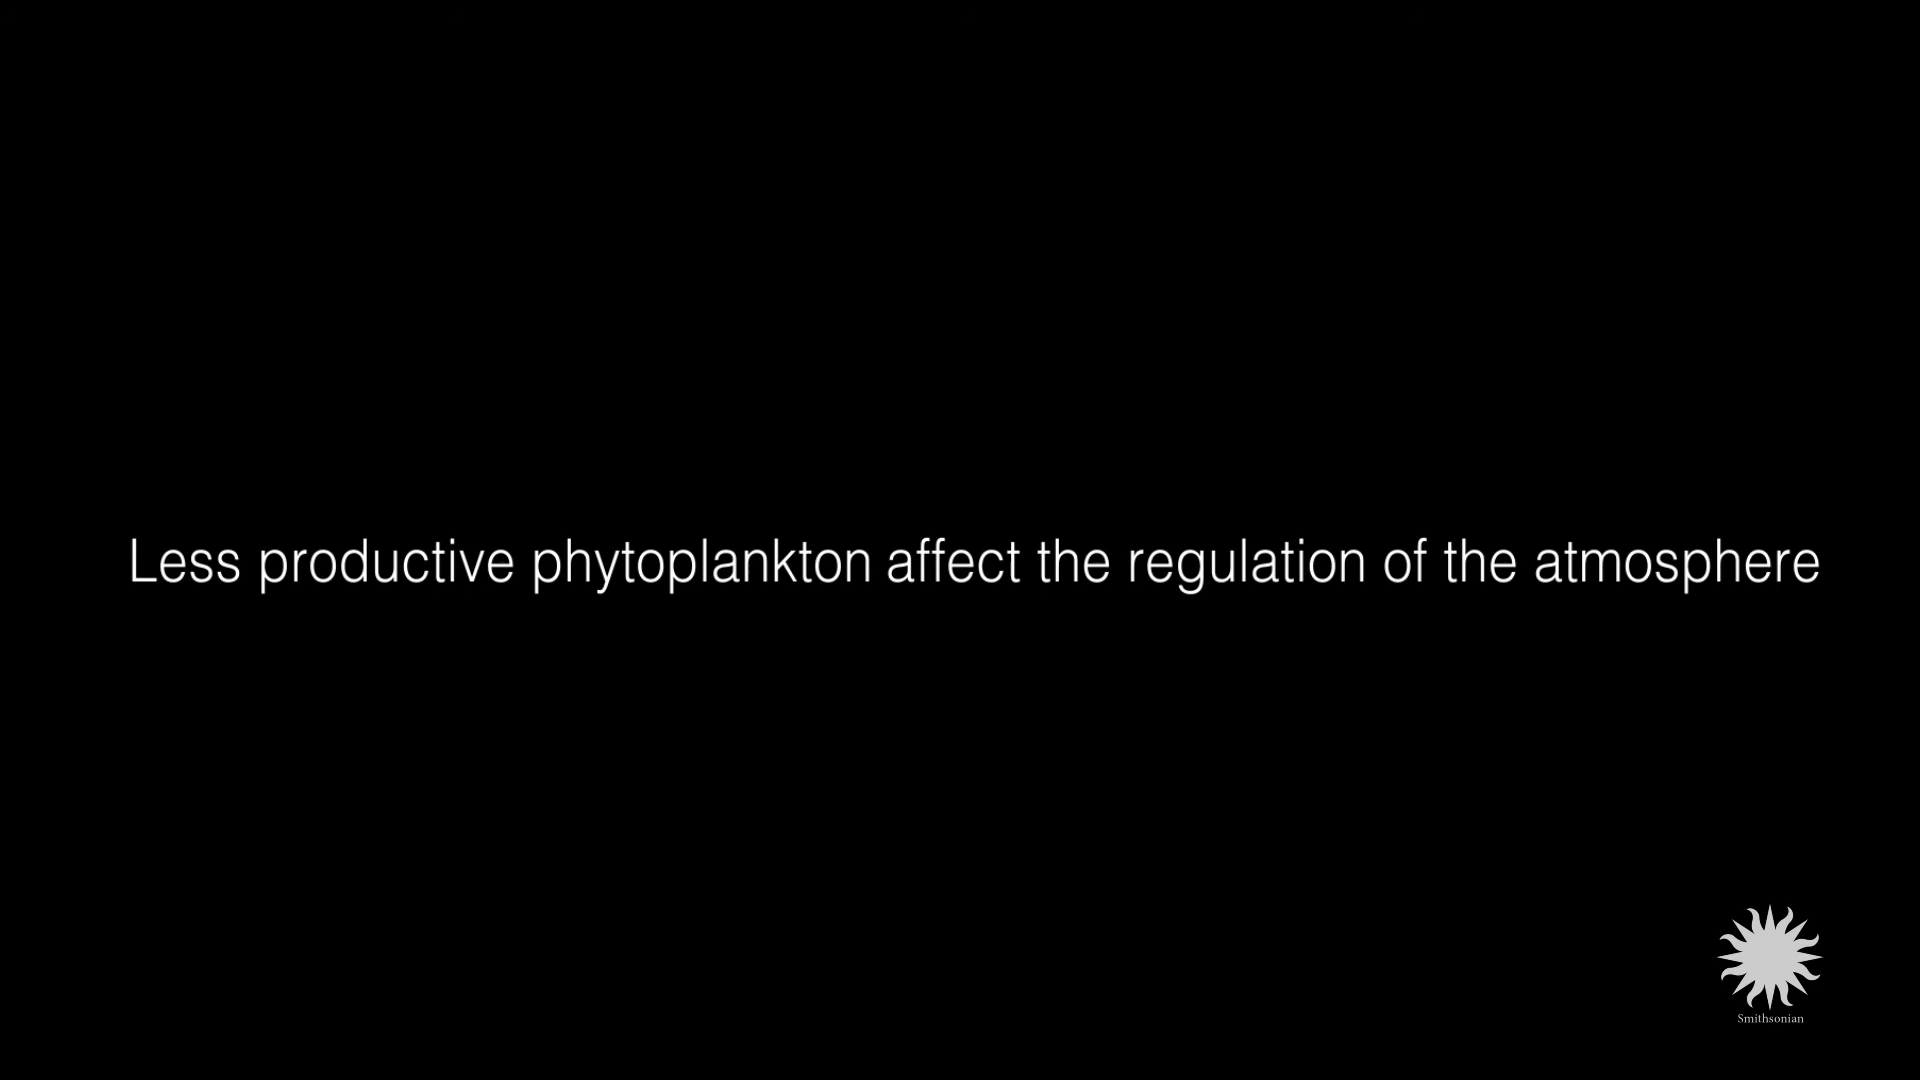 Less productive phytoplankton affect the regulation of the atmosphere
Smithsonian